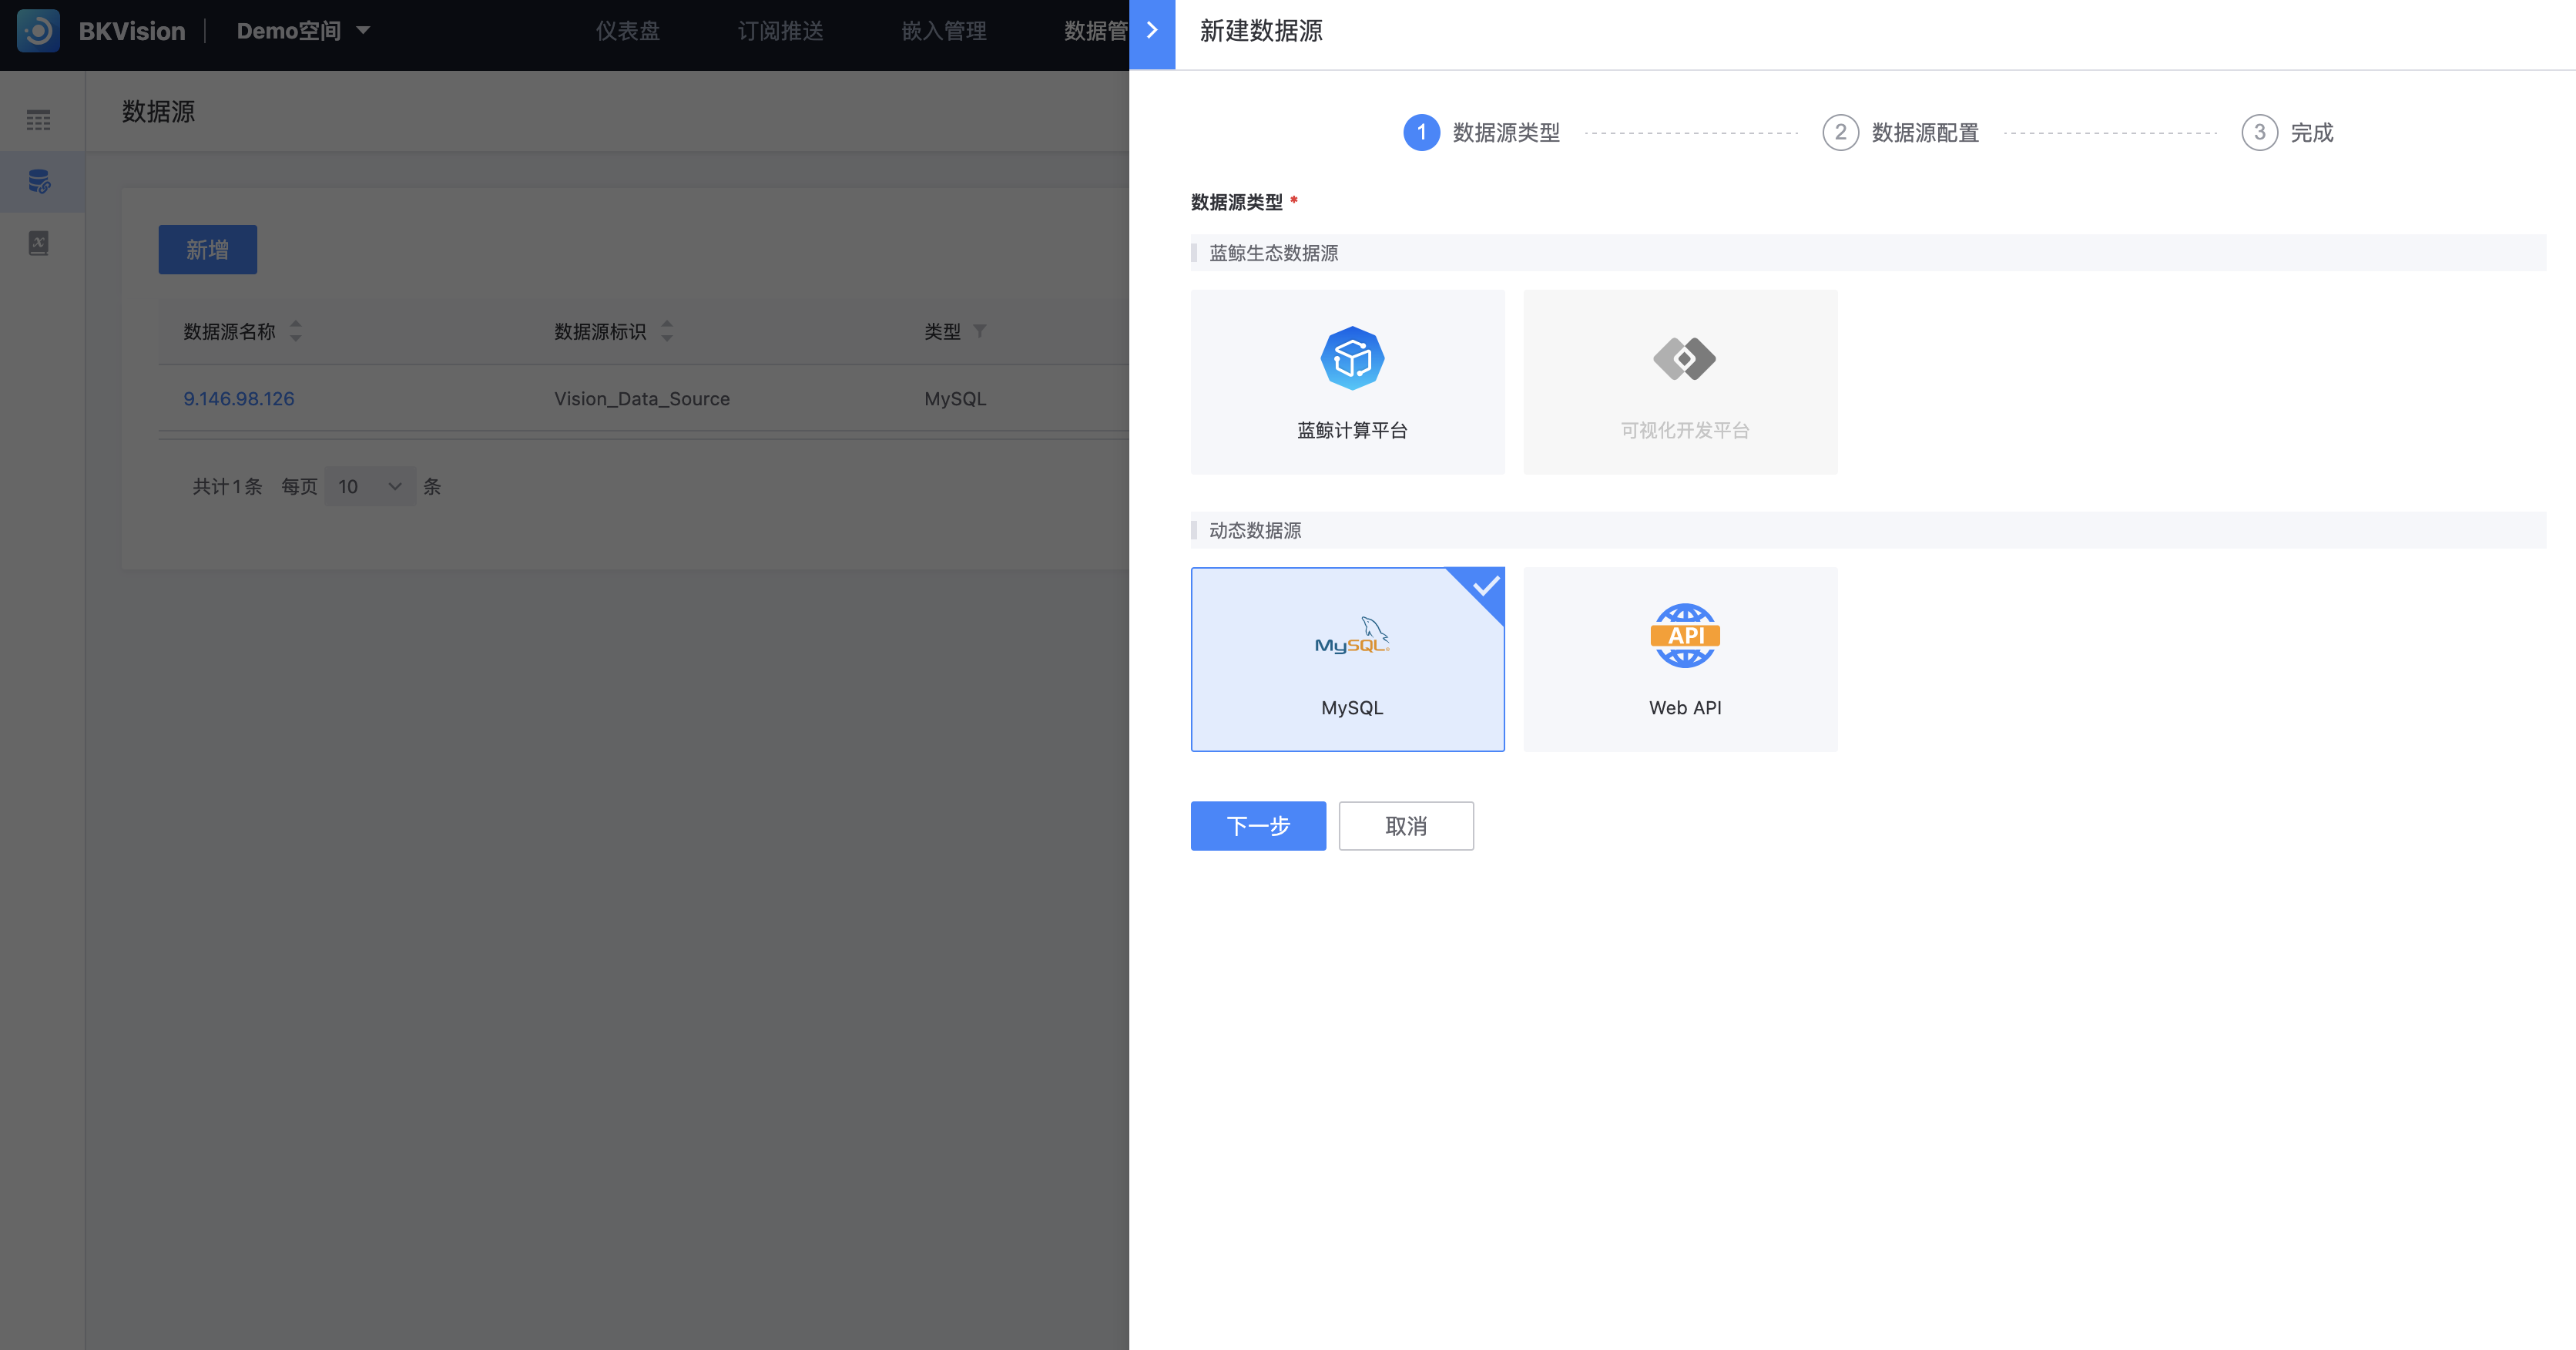 BKVision
Demo空间
仪表盘
订阅推送
嵌入管理
数据管
新建数据源
数据源
新增
数据源名称
数据源标识
类型
9.146.98.126
Vision_Data_Source
MySQL
共计1条 每页 10 条
1 数据源类型
2 数据源配置
3 完成
数据源类型 *
蓝鲸生态数据源
蓝鲸计算平台
可视化开发平台
动态数据源
MySQL
MySQL
API
Web API
下一步
取消